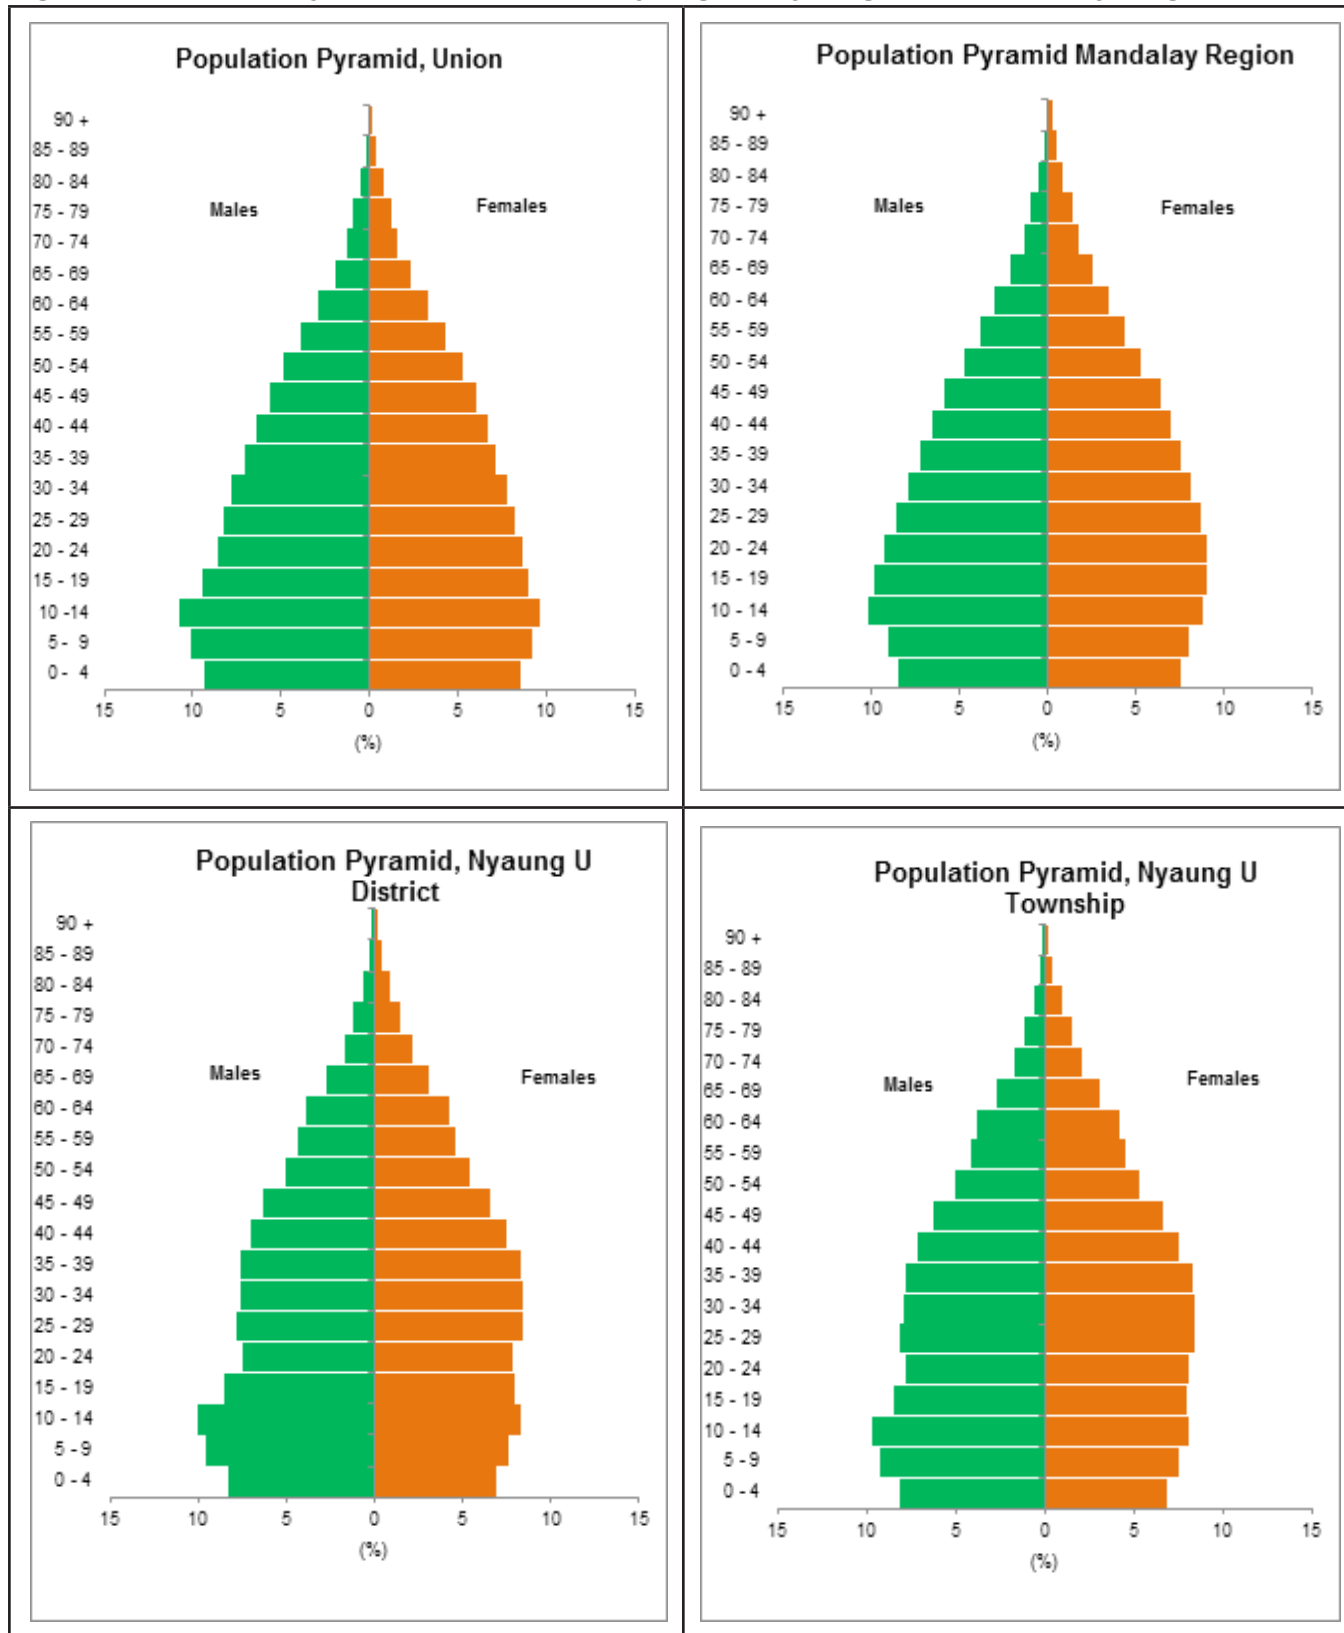 Population Pyramid, Union
90 +
85 - 89
80 - 84
75 - 79
70 - 74
65 - 69
60 - 64
55 - 59
50 - 54
45 - 49
40 - 44
35 - 39
30 - 34
25 - 29
20 - 24
15 - 19
10 -14
5 - 9
0 - 4
Males
Females
15 10 5 0 5 10 15
(%)
Population Pyramid Mandalay Region
90 +
85 - 89
80 - 84
75 - 79
70 - 74
65 - 69
60 - 64
55 - 59
50 - 54
45 - 49
40 - 44
35 - 39
30 - 34
25 - 29
20 - 24
15 - 19
10 - 14
5 - 9
0 - 4
Males
Females
15 10 5 0 5 10 15
(%)
Population Pyramid, Nyaung U
District
90 +
85 - 89
80 - 84
75 - 79
70 - 74
65 - 69
60 - 64
55 - 59
50 - 54
45 - 49
40 - 44
35 - 39
30 - 34
25 - 29
20 - 24
15 - 19
10 - 14
5 - 9
0 - 4
Males
Females
15 10 5 0 5 10 15
(%)
Population Pyramid, Nyaung U
Township
90 +
85 - 89
80 - 84
75 - 79
70 - 74
65 - 69
60 - 64
55 - 59
50 - 54
45 - 49
40 - 44
35 - 39
30 - 34
25 - 29
20 - 24
15 - 19
10 - 14
5 - 9
0 - 4
Males
Females
15 10 5 0 5 10 15
(%)